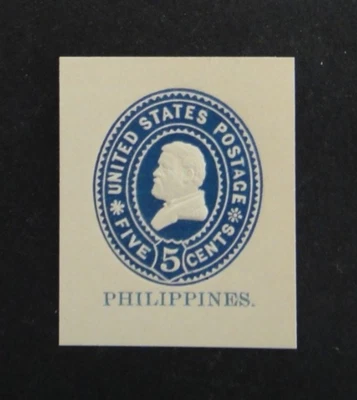 UNITED STATES POSTAGE
* FIVE 5 CENTS *
PHILIPPINES.